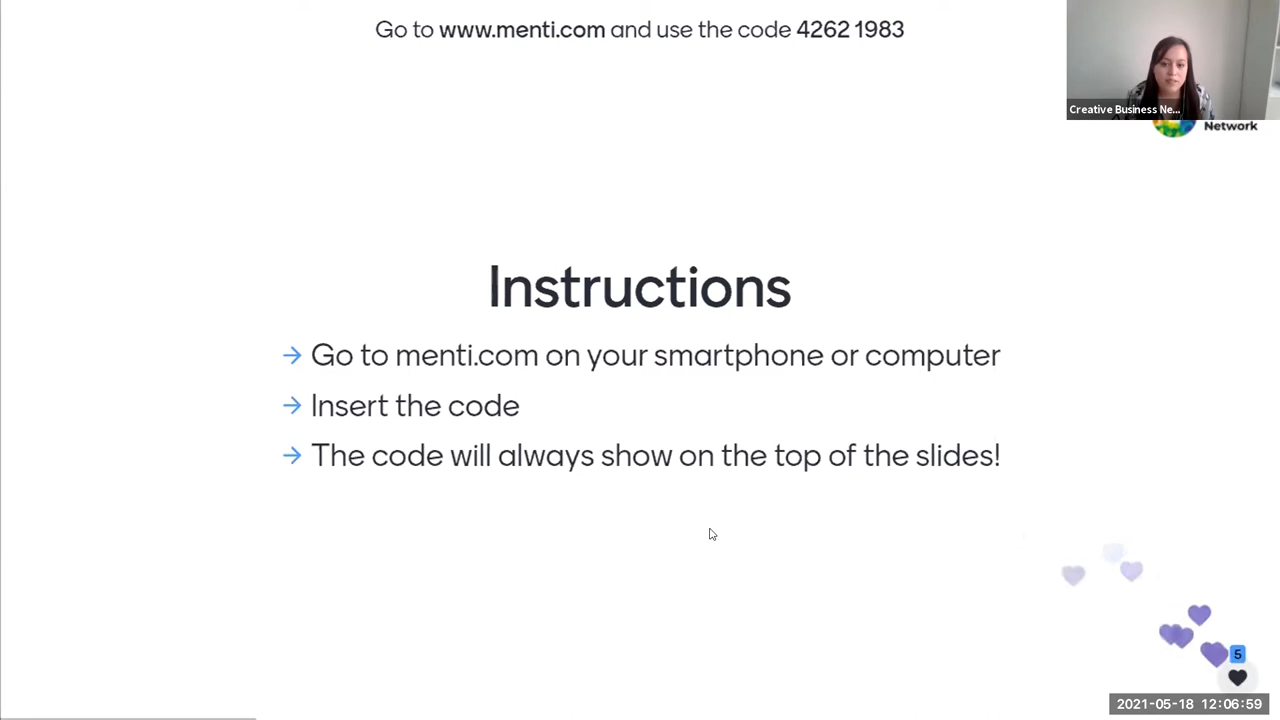 Go to www.menti.com and use the code 4262 1983
Creative Business Ne...
Network
Instructions
→ Go to menti.com on your smartphone or computer
→ Insert the code
→ The code will always show on the top of the slides!
5
2021-05-18 12:06:59